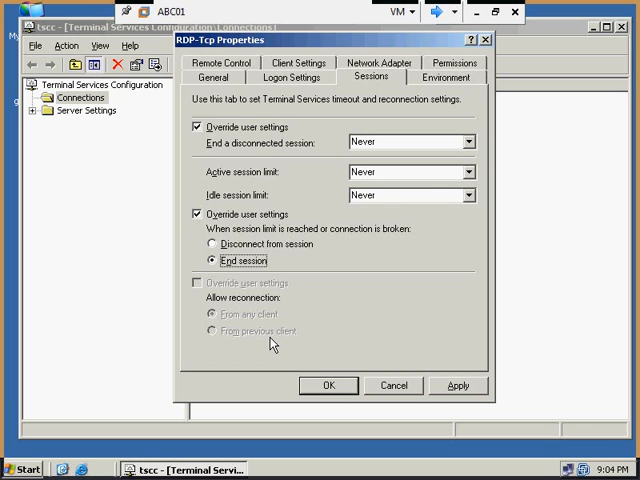 ABC01
VM
tscc - [Terminal Services Configuration\Connections]
File Action View Help
Terminal Services Configuration
Connections
Server Settings
RDP-Tcp Properties
Remote Control Client Settings Network Adapter Permissions
General Logon Settings Sessions Environment
Use this tab to set Terminal Services timeout and reconnection settings.
Override user settings
End a disconnected session: Never
Active session limit: Never
Idle session limit: Never
Override user settings
When session limit is reached or connection is broken:
Disconnect from session
End session
Override user settings
Allow reconnection:
From any client
From previous client
OK Cancel Apply
Start tscc - [Terminal Servi... 9:04 PM